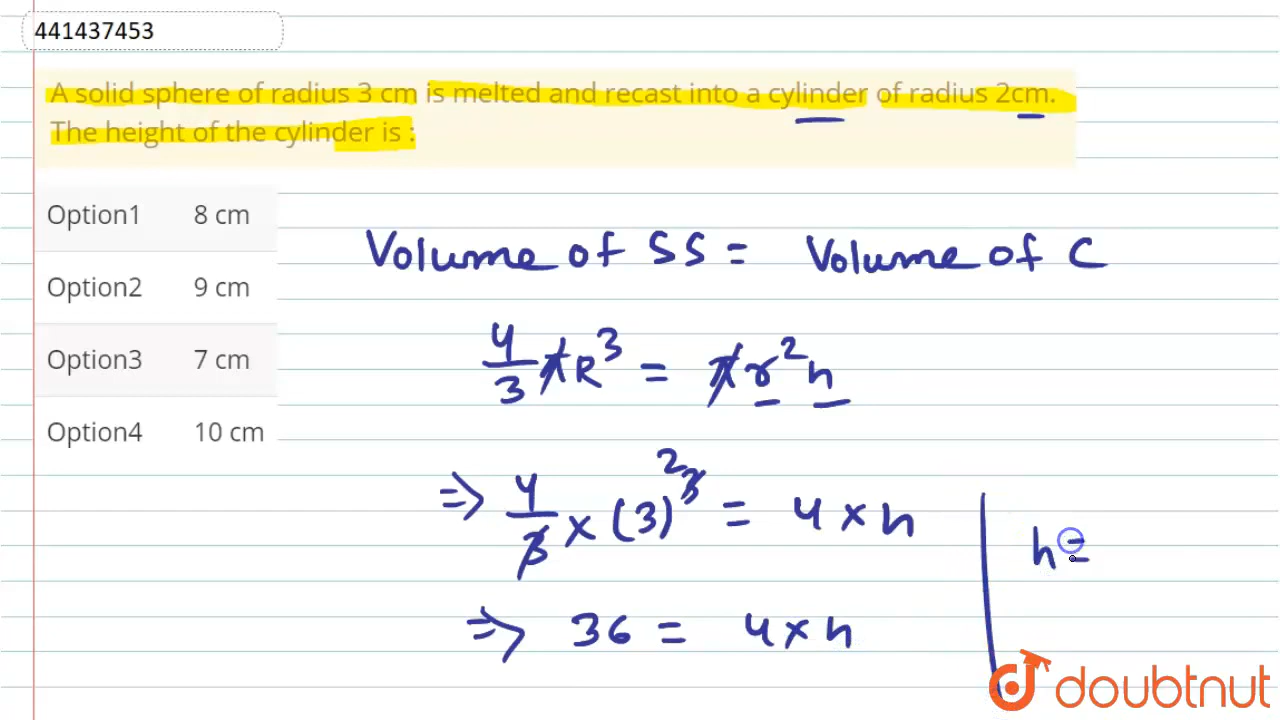 441437453
A solid sphere of radius 3 cm is melted and recast into a cylinder of radius 2cm.
The height of the cylinder is :
Option1 8 cm
Option2 9 cm
Option3 7 cm
Option4 10 cm
Volume of SS = Volume of C
4/3 πR³ = πr²h
⇒ 4/3 × (3)³ ² = 4 × h
⇒ 36 = 4 × h
h =
doubtnut